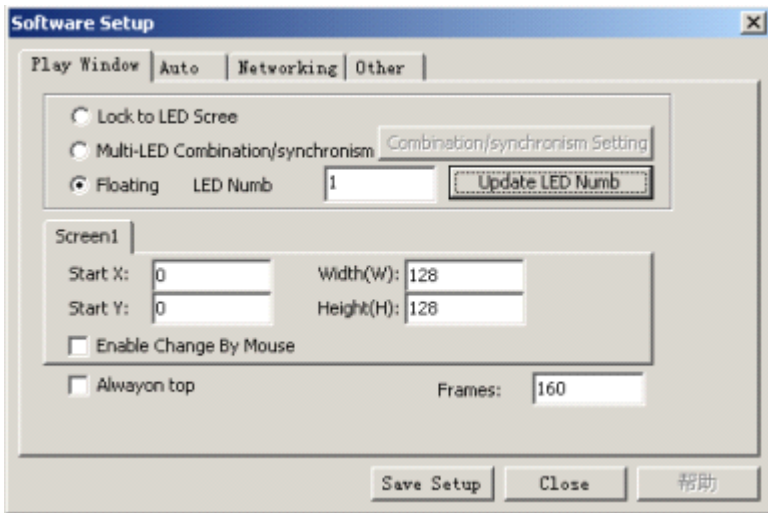 Software Setup
Play Window Auto Networking Other
Lock to LED Scree
Multi-LED Combination/synchronism Combination/synchronism Setting
Floating LED Numb 1 Update LED Numb
Screen1
Start X: 0 Width(W): 128
Start Y: 0 Height(H): 128
Enable Change By Mouse
Alwayon top Frames: 160
Save Setup Close 帮助